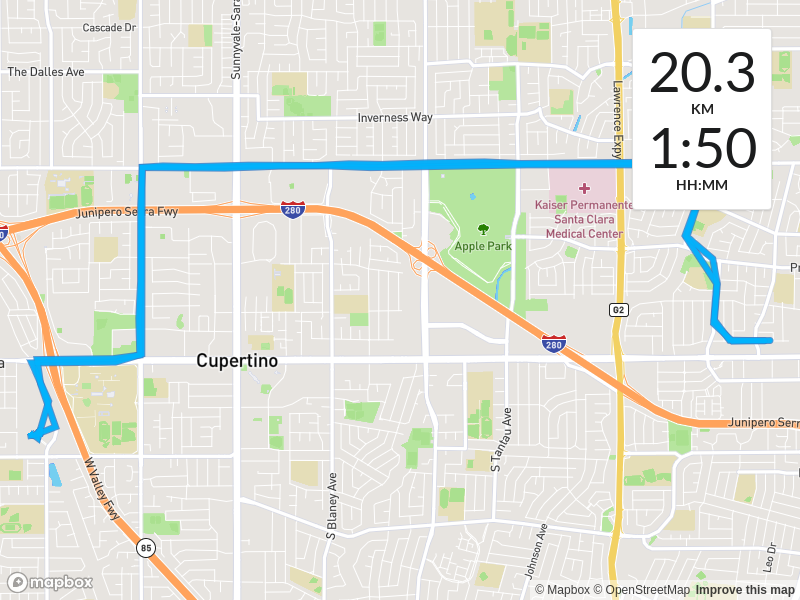 Cascade Dr
Sunnyvale-Sara
The Dalles Ave
Inverness Way
Lawrence Expy
20.3
KM
1:50
HH:MM
Kaiser Permanente
Santa Clara
Medical Center
Junipero Serra Fwy
280
Apple Park
G2
280
Cupertino
W Valley Fwy
85
S Blaney Ave
S Tantau Ave
Johnson Ave
Junipero Serr
Leo Dr
mapbox
© Mapbox © OpenStreetMap Improve this map